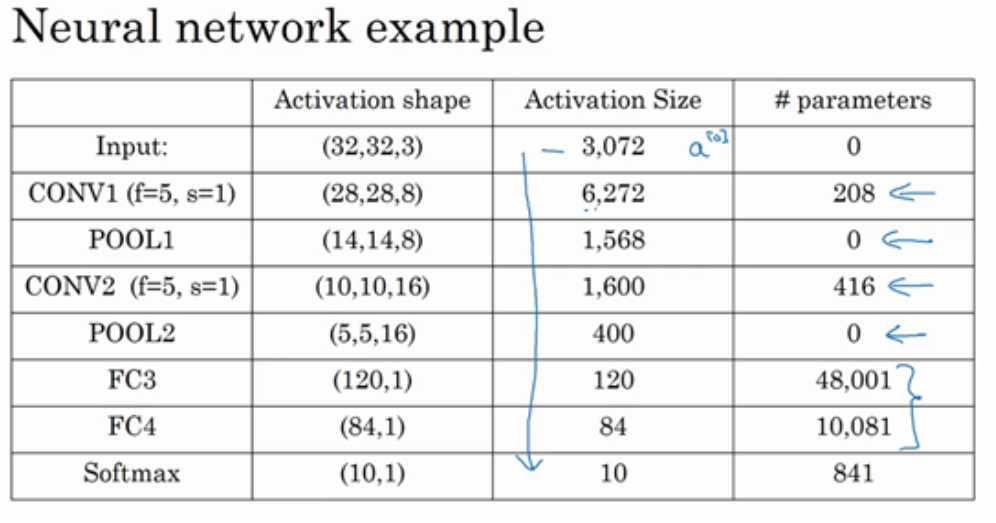 Neural network example
Activation shape Activation Size # parameters
Input: (32,32,3) 3,072 a[0] 0
CONV1 (f=5, s=1) (28,28,8) 6,272 208
POOL1 (14,14,8) 1,568 0
CONV2 (f=5, s=1) (10,10,16) 1,600 416
POOL2 (5,5,16) 400 0
FC3 (120,1) 120 48,001
FC4 (84,1) 84 10,081
Softmax (10,1) 10 841